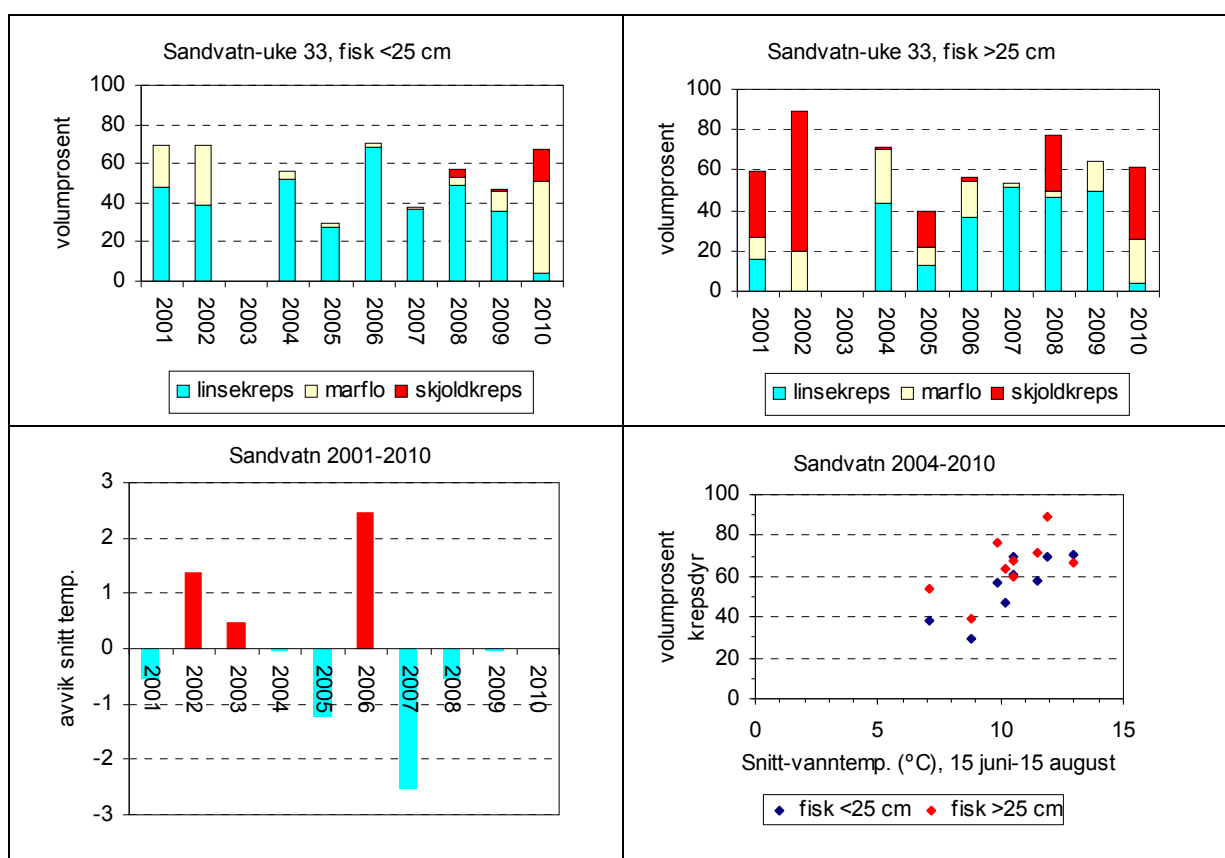 Sandvatn-uke 33, fisk <25 cm
100
80
60
40
20
0
volumprosent
2001 2002 2003 2004 2005 2006 2007 2008 2009 2010
linsekreps marflo skjoldkreps
Sandvatn-uke 33, fisk >25 cm
100
80
60
40
20
0
volumprosent
2001 2002 2003 2004 2005 2006 2007 2008 2009 2010
linsekreps marflo skjoldkreps
Sandvatn 2001-2010
3
2
1
0
-1
-2
-3
avvik snitt temp.
2001 2002 2003 2004 2005 2006 2007 2008 2009 2010
Sandvatn 2004-2010
100
80
60
40
20
0
volumprosent
krepsdyr
0 5 10 15
Snitt-vanntemp. (°C), 15 juni-15 august
fisk <25 cm fisk >25 cm